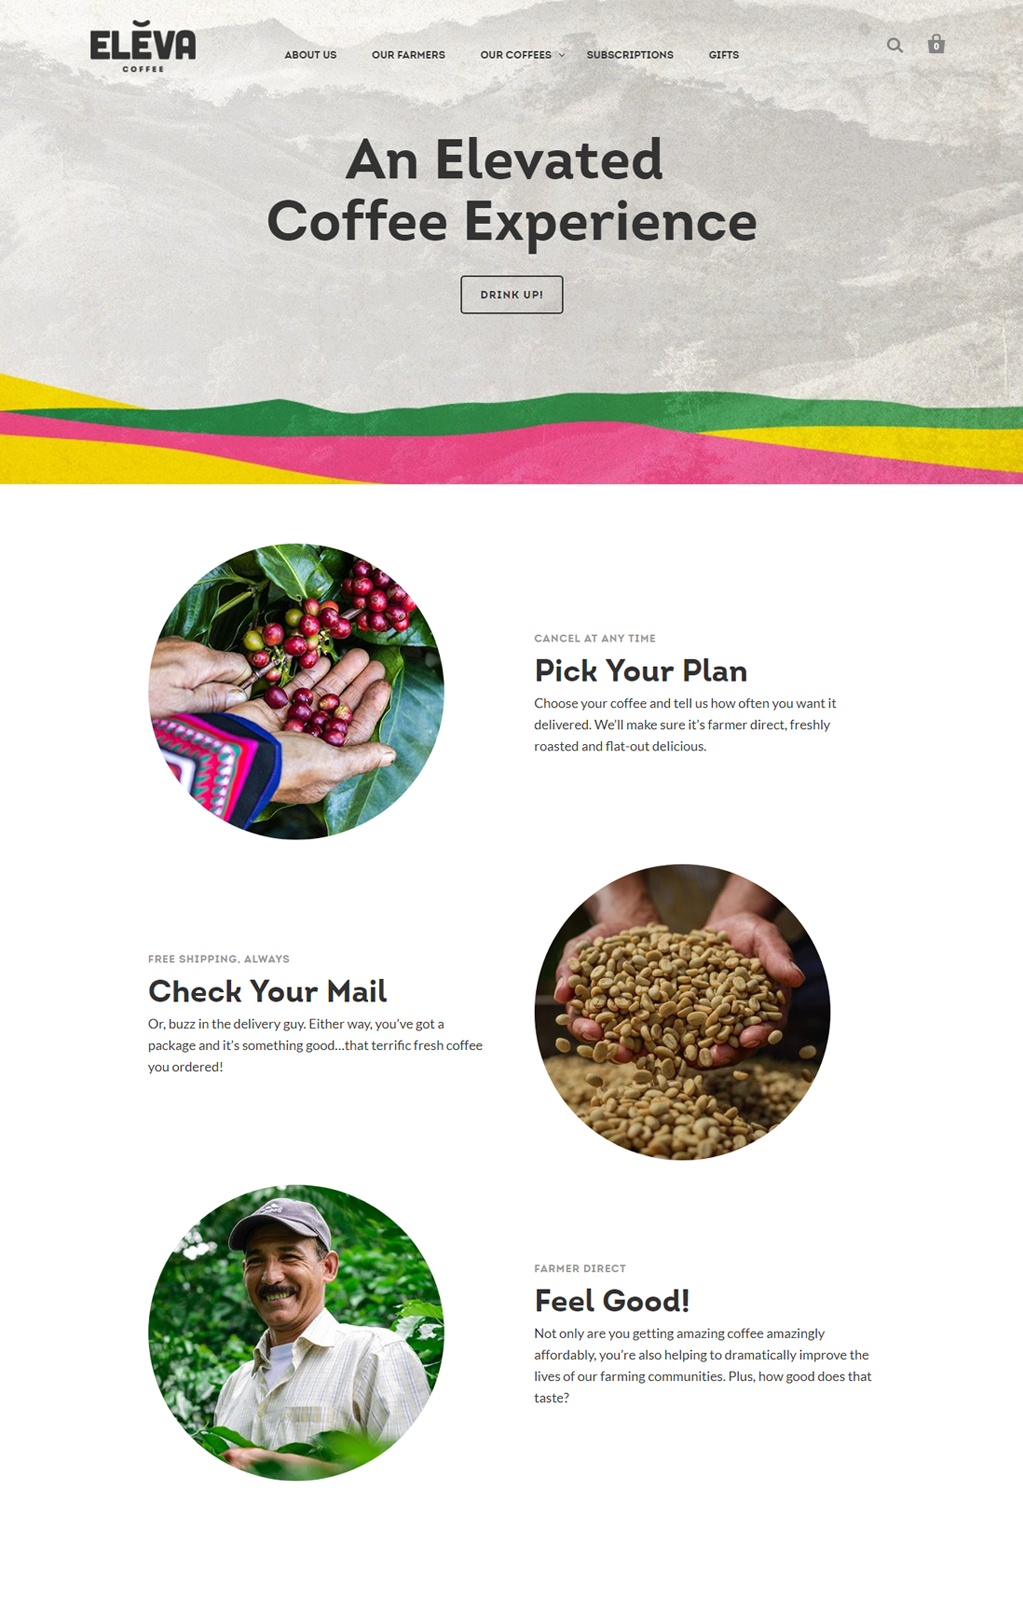 ELĒVA
COFFEE
ABOUT US
OUR FARMERS
OUR COFFEES
SUBSCRIPTIONS
GIFTS
0
An Elevated
Coffee Experience
DRINK UP!
CANCEL AT ANY TIME
Pick Your Plan
Choose your coffee and tell us how often you want it
delivered. We’ll make sure it’s farmer direct, freshly
roasted and flat-out delicious.
FREE SHIPPING, ALWAYS
Check Your Mail
Or, buzz in the delivery guy. Either way, you’ve got a
package and it’s something good…that terrific fresh coffee
you ordered!
FARMER DIRECT
Feel Good!
Not only are you getting amazing coffee amazingly
affordably, you’re also helping to dramatically improve the
lives of our farming communities. Plus, how good does that
taste?